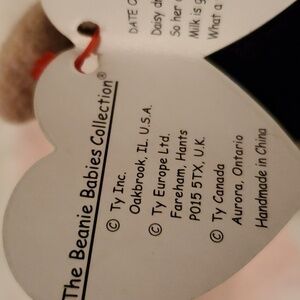 The Beanie Babies Collection®
© Ty Inc.
Oakbrook, IL. U.S.A.
© Ty Europe Ltd.
Fareham, Hants
PO15 5TX, U.K.
© Ty Canada
Aurora, Ontario
Handmade in China
DATE O
Daisy d
So her
Milk is g
What a